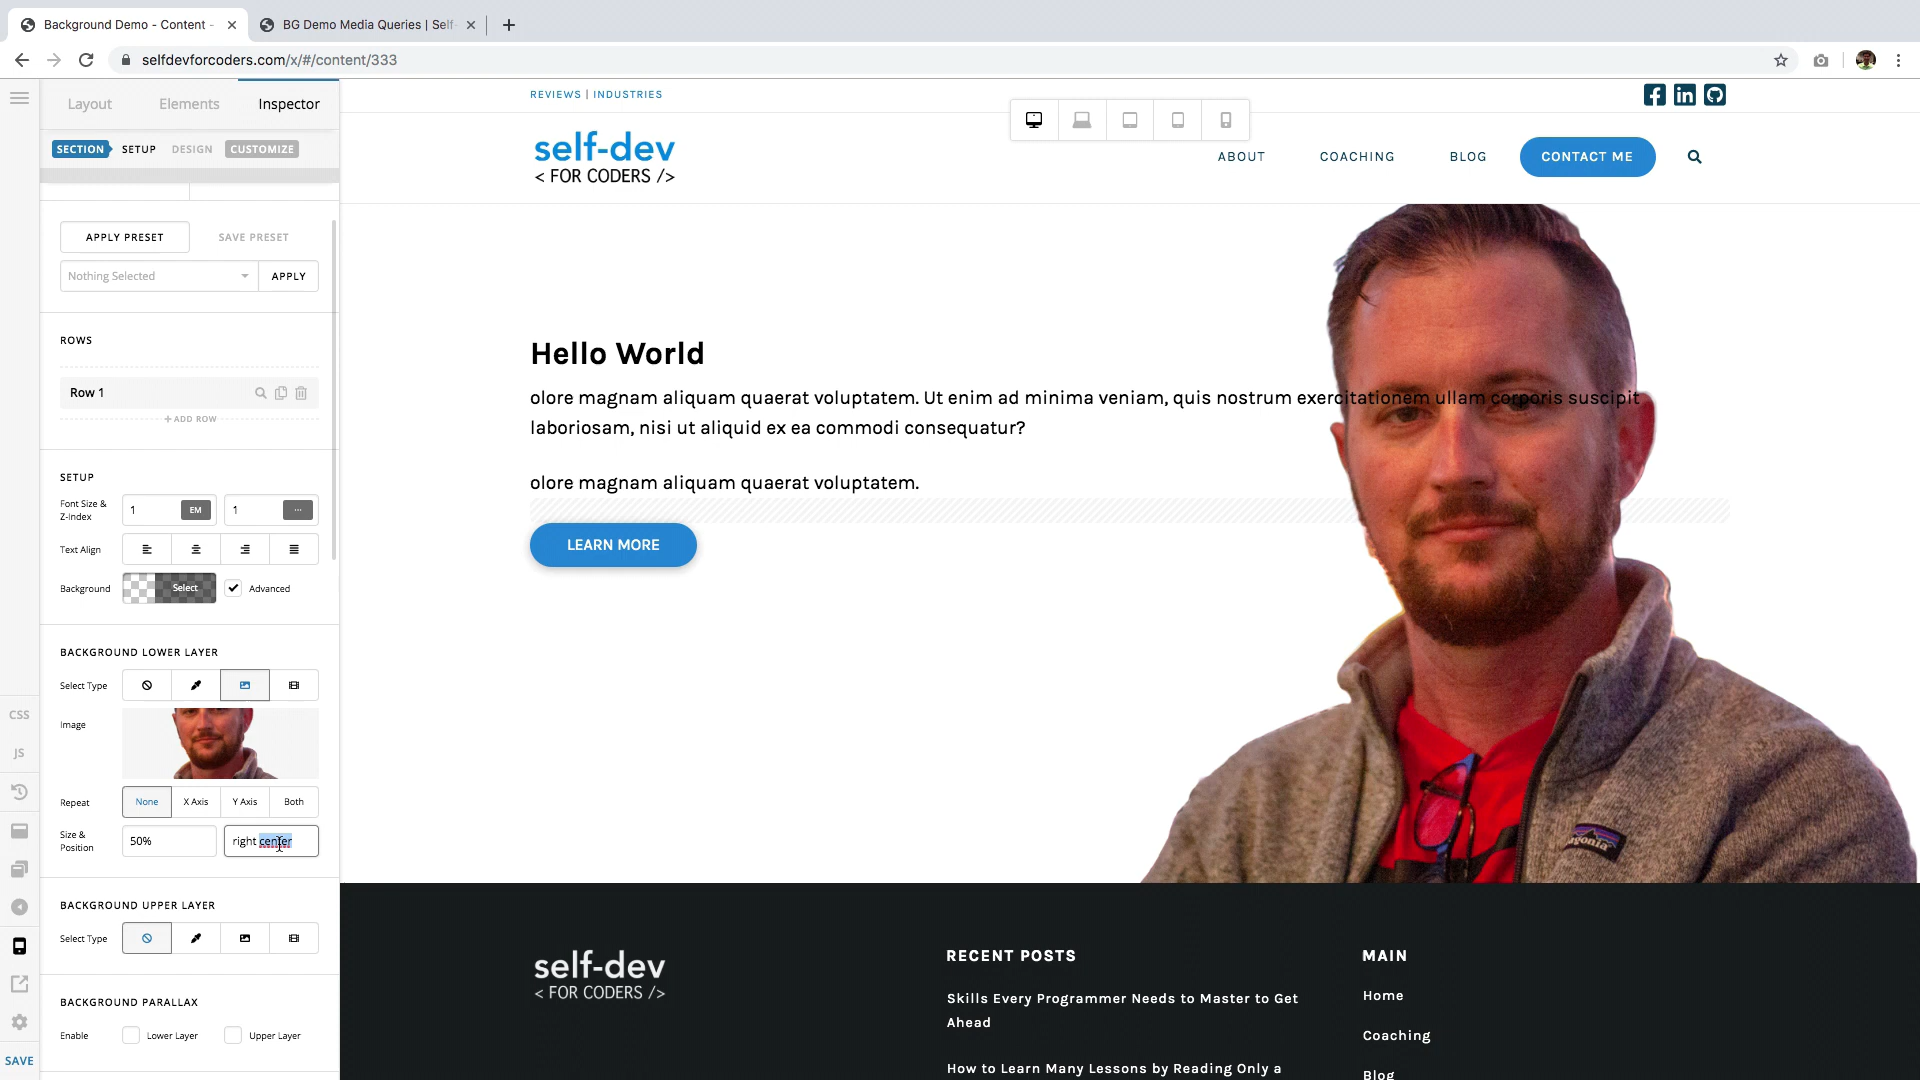 Background Demo - Content -
BG Demo Media Queries | Self-
selfdevforcoders.com/x/#/content/333
Layout
Elements
Inspector
SECTION
SETUP
DESIGN
CUSTOMIZE
APPLY PRESET
SAVE PRESET
Nothing Selected
APPLY
ROWS
Row 1
+ ADD ROW
SETUP
Font Size &
Z-Index
1
EM
1
...
Text Align
Background
Select
Advanced
BACKGROUND LOWER LAYER
Select Type
Image
Repeat
None
X Axis
Y Axis
Both
Size &
Position
50%
right center
BACKGROUND UPPER LAYER
Select Type
BACKGROUND PARALLAX
Enable
Lower Layer
Upper Layer
CSS
JS
SAVE
REVIEWS | INDUSTRIES
self-dev
< FOR CODERS />
ABOUT
COACHING
BLOG
CONTACT ME
Hello World
olore magnam aliquam quaerat voluptatem. Ut enim ad minima veniam, quis nostrum exercitationem ullam corporis suscipit
laboriosam, nisi ut aliquid ex ea commodi consequatur?
olore magnam aliquam quaerat voluptatem.
LEARN MORE
patagonia
self-dev
< FOR CODERS />
RECENT POSTS
Skills Every Programmer Needs to Master to Get
Ahead
How to Learn Many Lessons by Reading Only a
MAIN
Home
Coaching
Blog